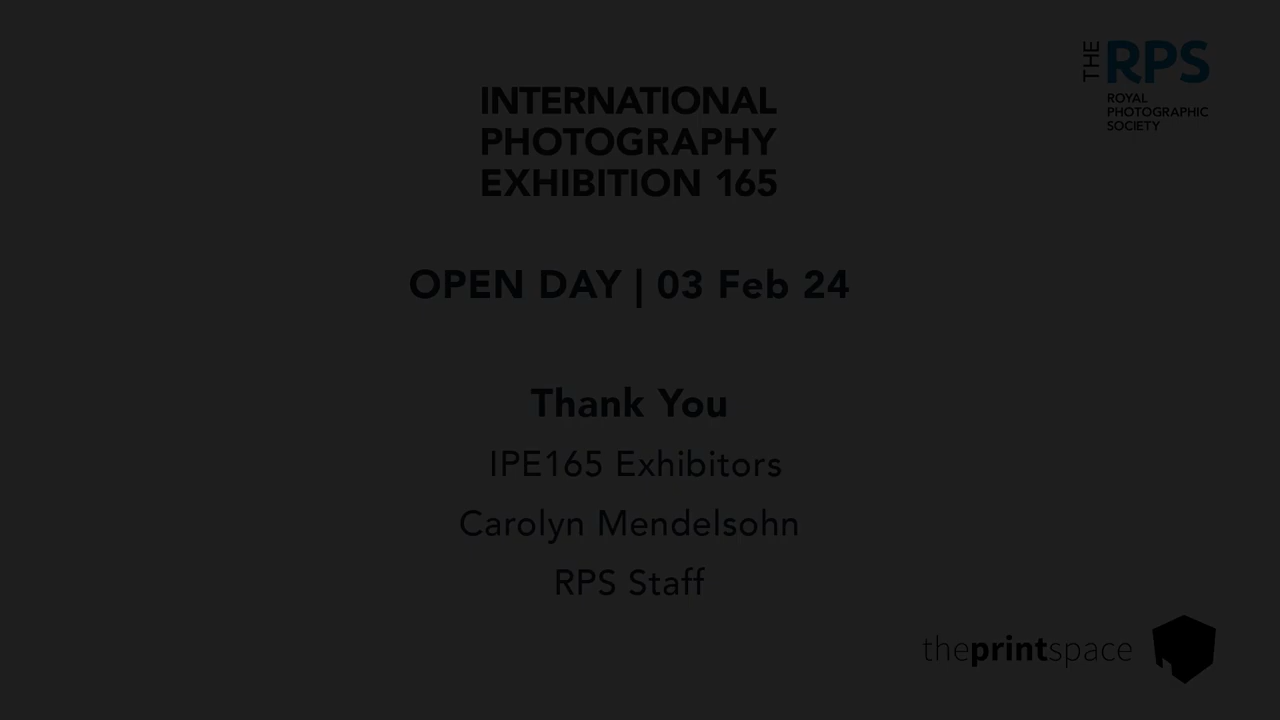 THE RPS
ROYAL
PHOTOGRAPHIC
SOCIETY
INTERNATIONAL
PHOTOGRAPHY
EXHIBITION 165
OPEN DAY | 03 Feb 24
Thank You
IPE165 Exhibitors
Carolyn Mendelsohn
RPS Staff
theprintspace